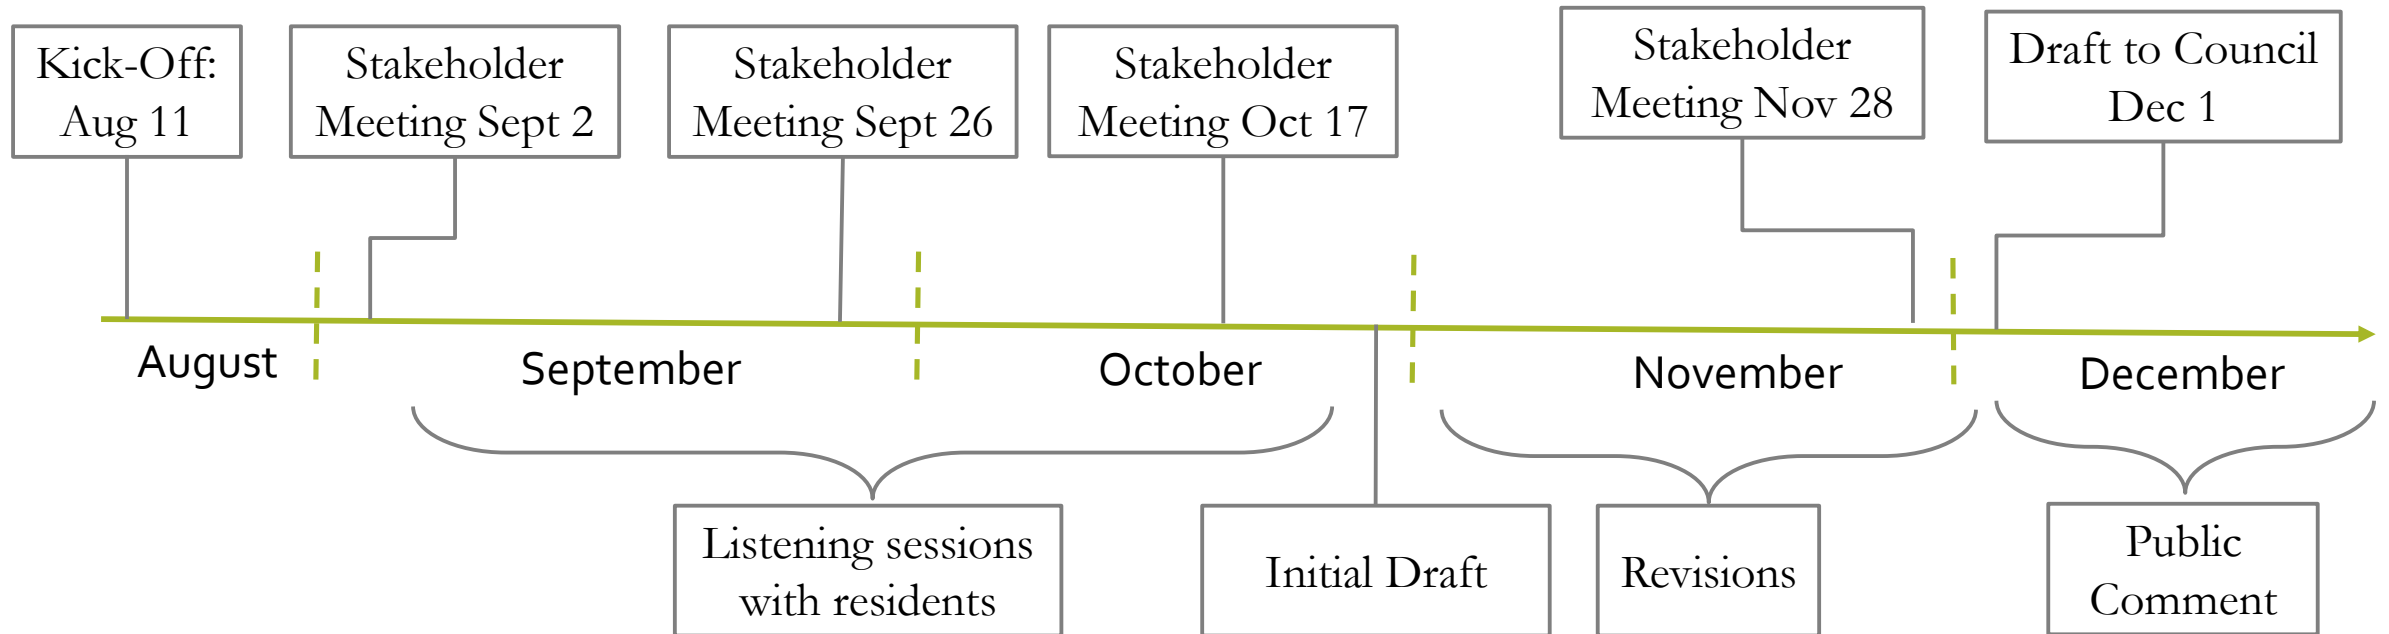 Kick-Off:
Aug 11
Stakeholder
Meeting Sept 2
Stakeholder
Meeting Sept 26
Stakeholder
Meeting Oct 17
Stakeholder
Meeting Nov 28
Draft to Council
Dec 1
August
September
October
November
December
Listening sessions
with residents
Initial Draft
Revisions
Public
Comment